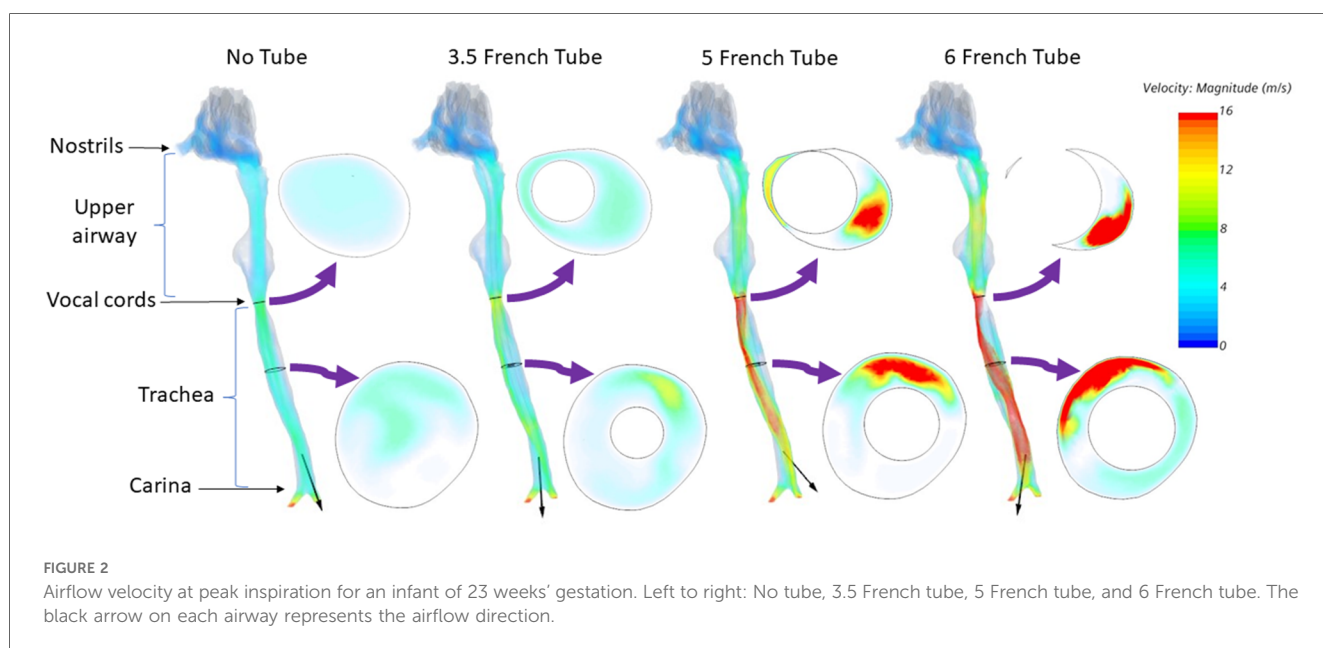 No Tube
3.5 French Tube
5 French Tube
6 French Tube
Velocity: Magnitude (m/s)
16
12
8
4
0
Nostrils
Upper
airway
Vocal cords
Trachea
Carina
FIGURE 2
Airflow velocity at peak inspiration for an infant of 23 weeks’ gestation. Left to right: No tube, 3.5 French tube, 5 French tube, and 6 French tube. The
black arrow on each airway represents the airflow direction.